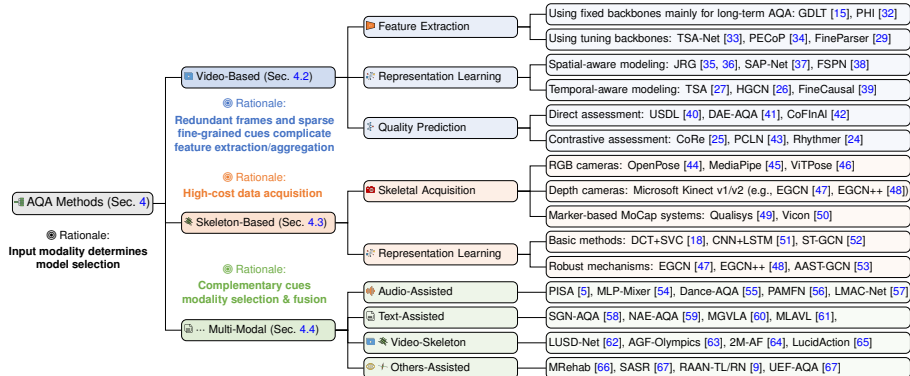 AQA Methods (Sec. 4)
Rationale:
Input modality determines
model selection
Video-Based (Sec. 4.2)
Rationale:
Redundant frames and sparse
fine-grained cues complicate
feature extraction/aggregation
Feature Extraction
Using fixed backbones mainly for long-term AQA: GDLT [15], PHI [32]
Using tuning backbones: TSA-Net [33], PECoP [34], FineParser [29]
Representation Learning
Spatial-aware modeling: JRG [35, 36], SAP-Net [37], FSPN [38]
Temporal-aware modeling: TSA [27], HGCN [26], FineCausal [39]
Quality Prediction
Direct assessment: USDL [40], DAE-AQA [41], CoFInAl [42]
Contrastive assessment: CoRe [25], PCLN [43], Rhythmer [24]
Rationale:
High-cost data acquisition
Skeleton-Based (Sec. 4.3)
Skeletal Acquisition
RGB cameras: OpenPose [44], MediaPipe [45], ViTPose [46]
Depth cameras: Microsoft Kinect v1/v2 (e.g., EGCN [47], EGCN++ [48])
Marker-based MoCap systems: Qualisys [49], Vicon [50]
Representation Learning
Basic methods: DCT+SVC [18], CNN+LSTM [51], ST-GCN [52]
Robust mechanisms: EGCN [47], EGCN++ [48], AAST-GCN [53]
Rationale:
Complementary cues
modality selection & fusion
··· Multi-Modal (Sec. 4.4)
Audio-Assisted
PISA [5], MLP-Mixer [54], Dance-AQA [55], PAMFN [56], LMAC-Net [57]
Text-Assisted
SGN-AQA [58], NAE-AQA [59], MGVLA [60], MLAVL [61],
Video-Skeleton
LUSD-Net [62], AGF-Olympics [63], 2M-AF [64], LucidAction [65]
Others-Assisted
MRehab [66], SASR [67], RAAN-TL/RN [9], UEF-AQA [67]